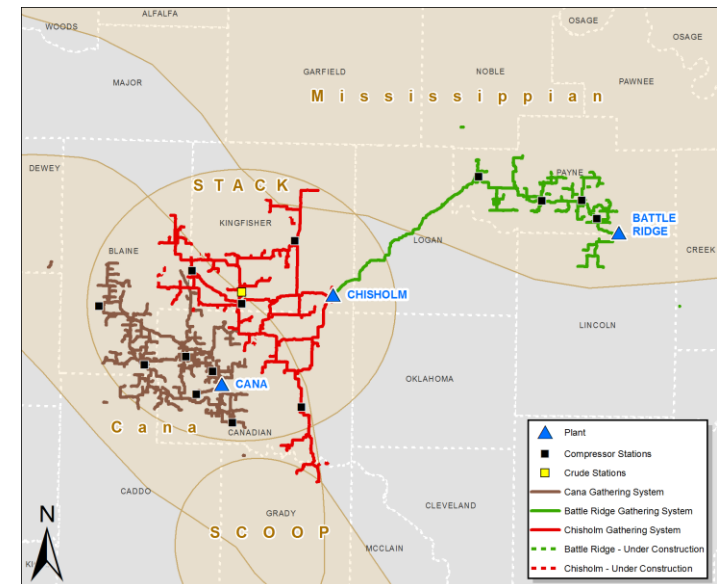 ALFALFA
WOODS
OSAGE
OSAGE
MAJOR
GARFIELD
NOBLE
PAWNEE
Mississippian
DEWEY
STACK
PAYNE
KINGFISHER
BATTLE
RIDGE
LOGAN
BLAINE
CREEK
CHISHOLM
LINCOLN
OKLAHOMA
CANA
Cana
CANADIAN
CADDO
GRADY
CLEVELAND
SCOOP
MCCLAIN
N
Plant
Compressor Stations
Crude Stations
Cana Gathering System
Battle Ridge Gathering System
Chisholm Gathering System
Battle Ridge - Under Construction
Chisholm - Under Construction